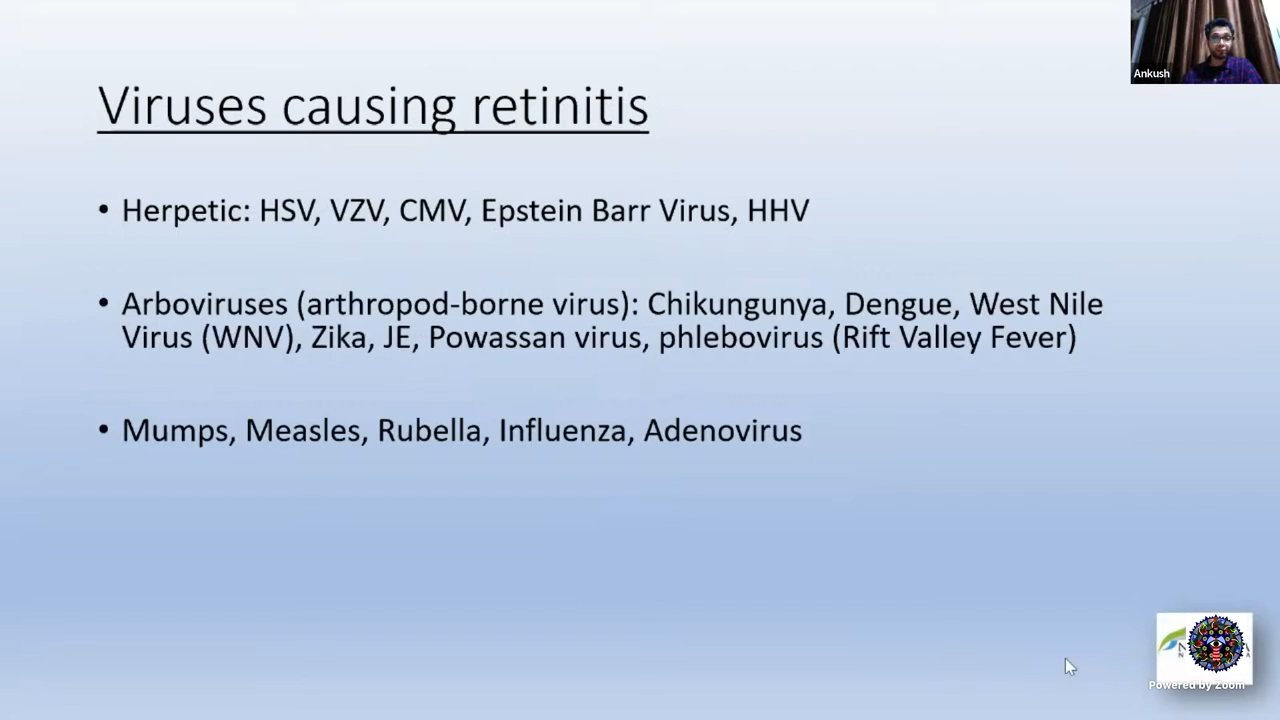 Ankush
Viruses causing retinitis
• Herpetic: HSV, VZV, CMV, Epstein Barr Virus, HHV
• Arboviruses (arthropod-borne virus): Chikungunya, Dengue, West Nile
Virus (WNV), Zika, JE, Powassan virus, phlebovirus (Rift Valley Fever)
• Mumps, Measles, Rubella, Influenza, Adenovirus
Powered by Zoom